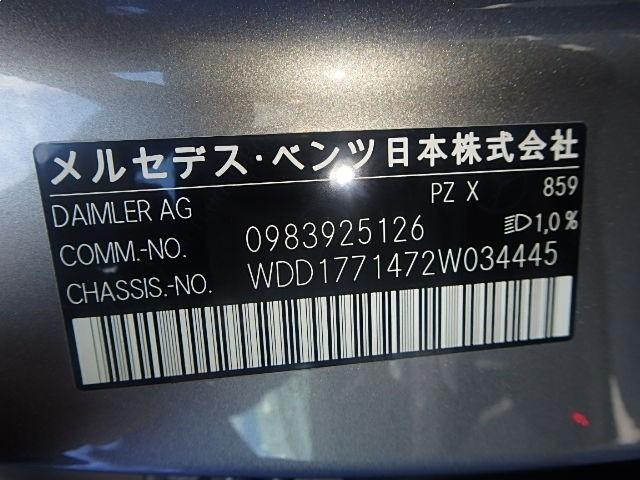 メルセデス・ベンツ日本株式会社
DAIMLER AG PZ X 859
COMM.-NO. 0983925126 1,0%
CHASSIS.-NO. WDD1771472W034445